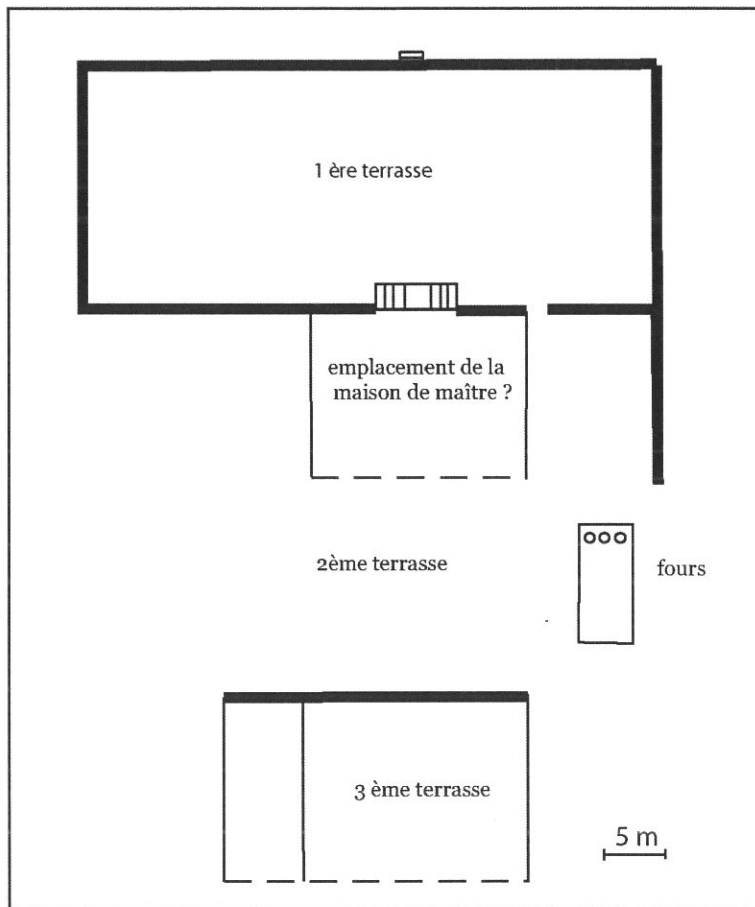 1 ère terrasse
emplacement de la
maison de maître ?
2ème terrasse
fours
3 ème terrasse
5 m